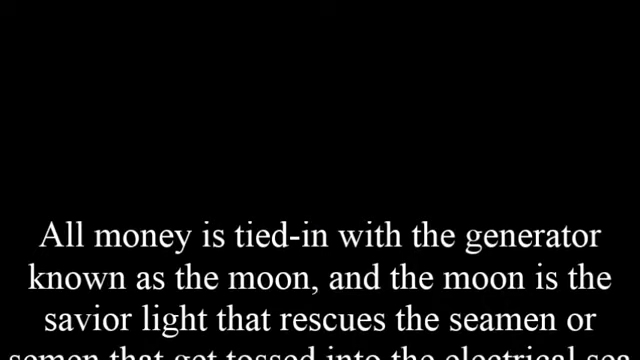 All money is tied-in with the generator
known as the moon, and the moon is the
savior light that rescues the seamen or
semen that get tossed into the electrical sea